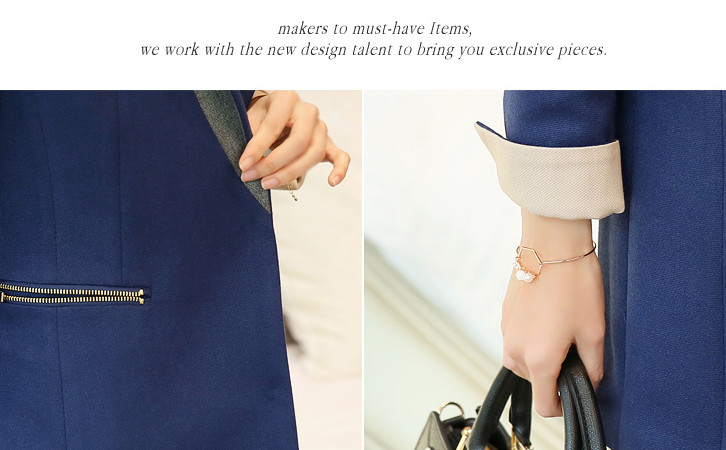 makers to must-have Items,
we work with the new design talent to bring you exclusive pieces.